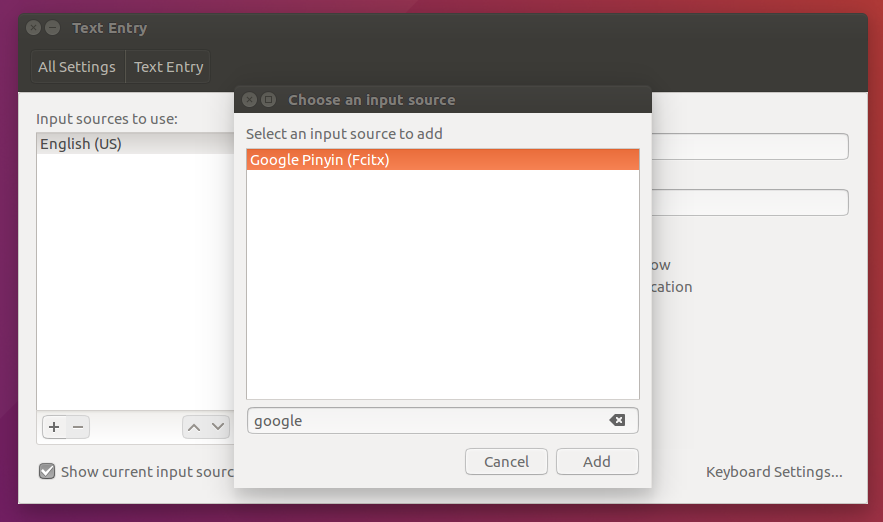 Text Entry
All Settings
Text Entry
Input sources to use:
English (US)
Choose an input source
Select an input source to add
Google Pinyin (Fcitx)
ow
cation
google
Cancel
Add
Show current input sourc
Keyboard Settings...